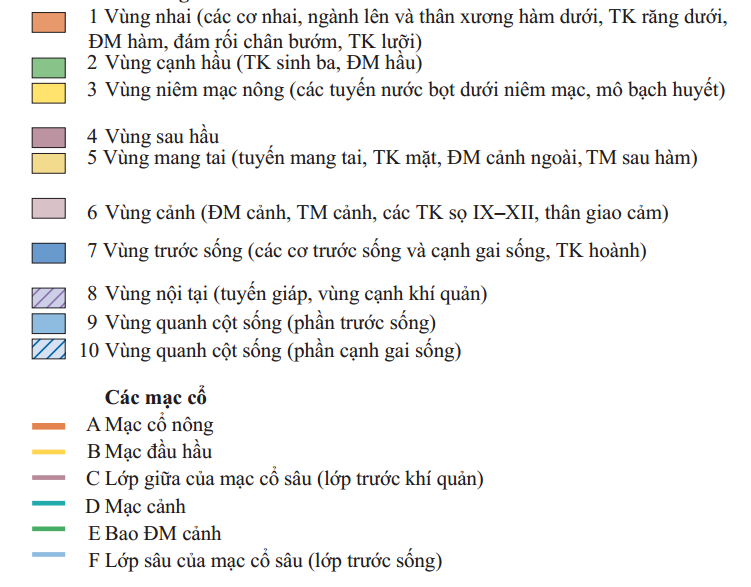 1 Vùng nhai (các cơ nhai, ngành lên và thân xương hàm dưới, TK răng dưới,
ĐM hàm, đám rối chân bướm, TK lưỡi)
2 Vùng cạnh hầu (TK sinh ba, ĐM hầu)
3 Vùng niêm mạc nông (các tuyến nước bọt dưới niêm mạc, mô bạch huyết)
4 Vùng sau hầu
5 Vùng mang tai (tuyến mang tai, TK mặt, ĐM cảnh ngoài, TM sau hàm)
6 Vùng cảnh (ĐM cảnh, TM cảnh, các TK sọ IX–XII, thân giao cảm)
7 Vùng trước sống (các cơ trước sống và cạnh gai sống, TK hoành)
8 Vùng nội tại (tuyến giáp, vùng cạnh khí quản)
9 Vùng quanh cột sống (phần trước sống)
10 Vùng quanh cột sống (phần cạnh gai sống)
Các mạc cổ
A Mạc cổ nông
B Mạc đầu hầu
C Lớp giữa của mạc cổ sâu (lớp trước khí quản)
D Mạc cảnh
E Bao ĐM cảnh
F Lớp sâu của mạc cổ sâu (lớp trước sống)